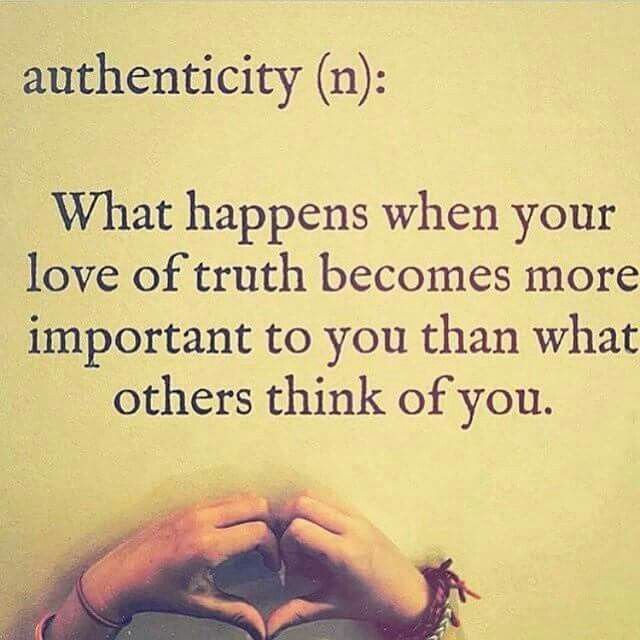 authenticity (n):
What happens when your
love of truth becomes more
important to you than what
others think of you.